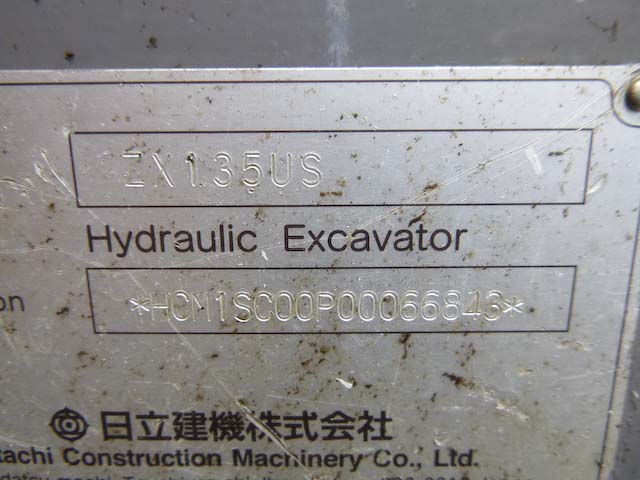 ZX135US
Hydraulic Excavator
on
*HCM1SC00P00066843*
日立建機株式会社
tachi Construction Machinery Co., Ltd.